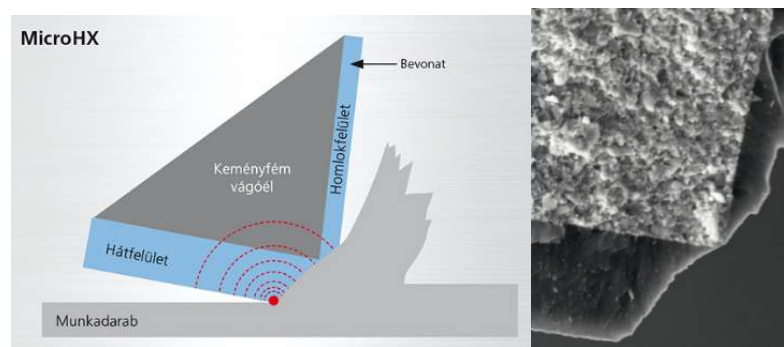 MicroHX
Bevonat
Homlokfelület
Keményfém
vágóél
Hátfelület
Munkadarab